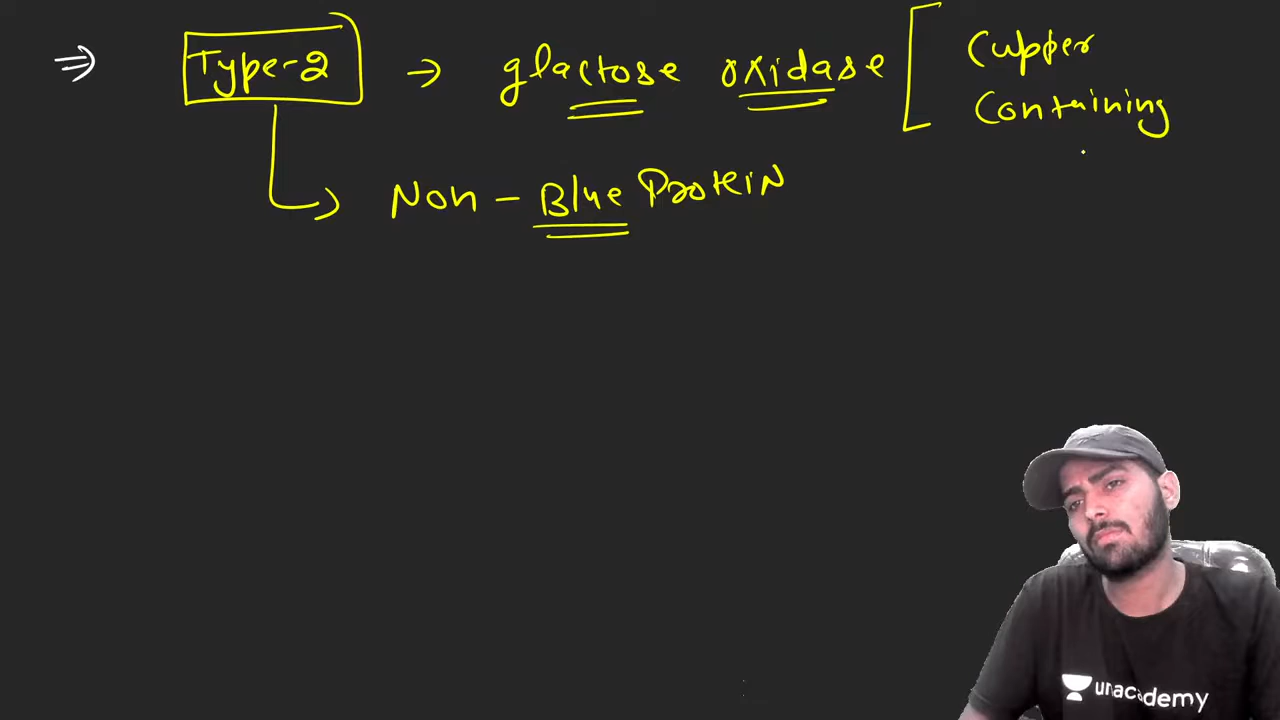 ⇒ Type-2 → glactose oxidase [ Cupper
Containing
Non - Blue Protein
unacademy